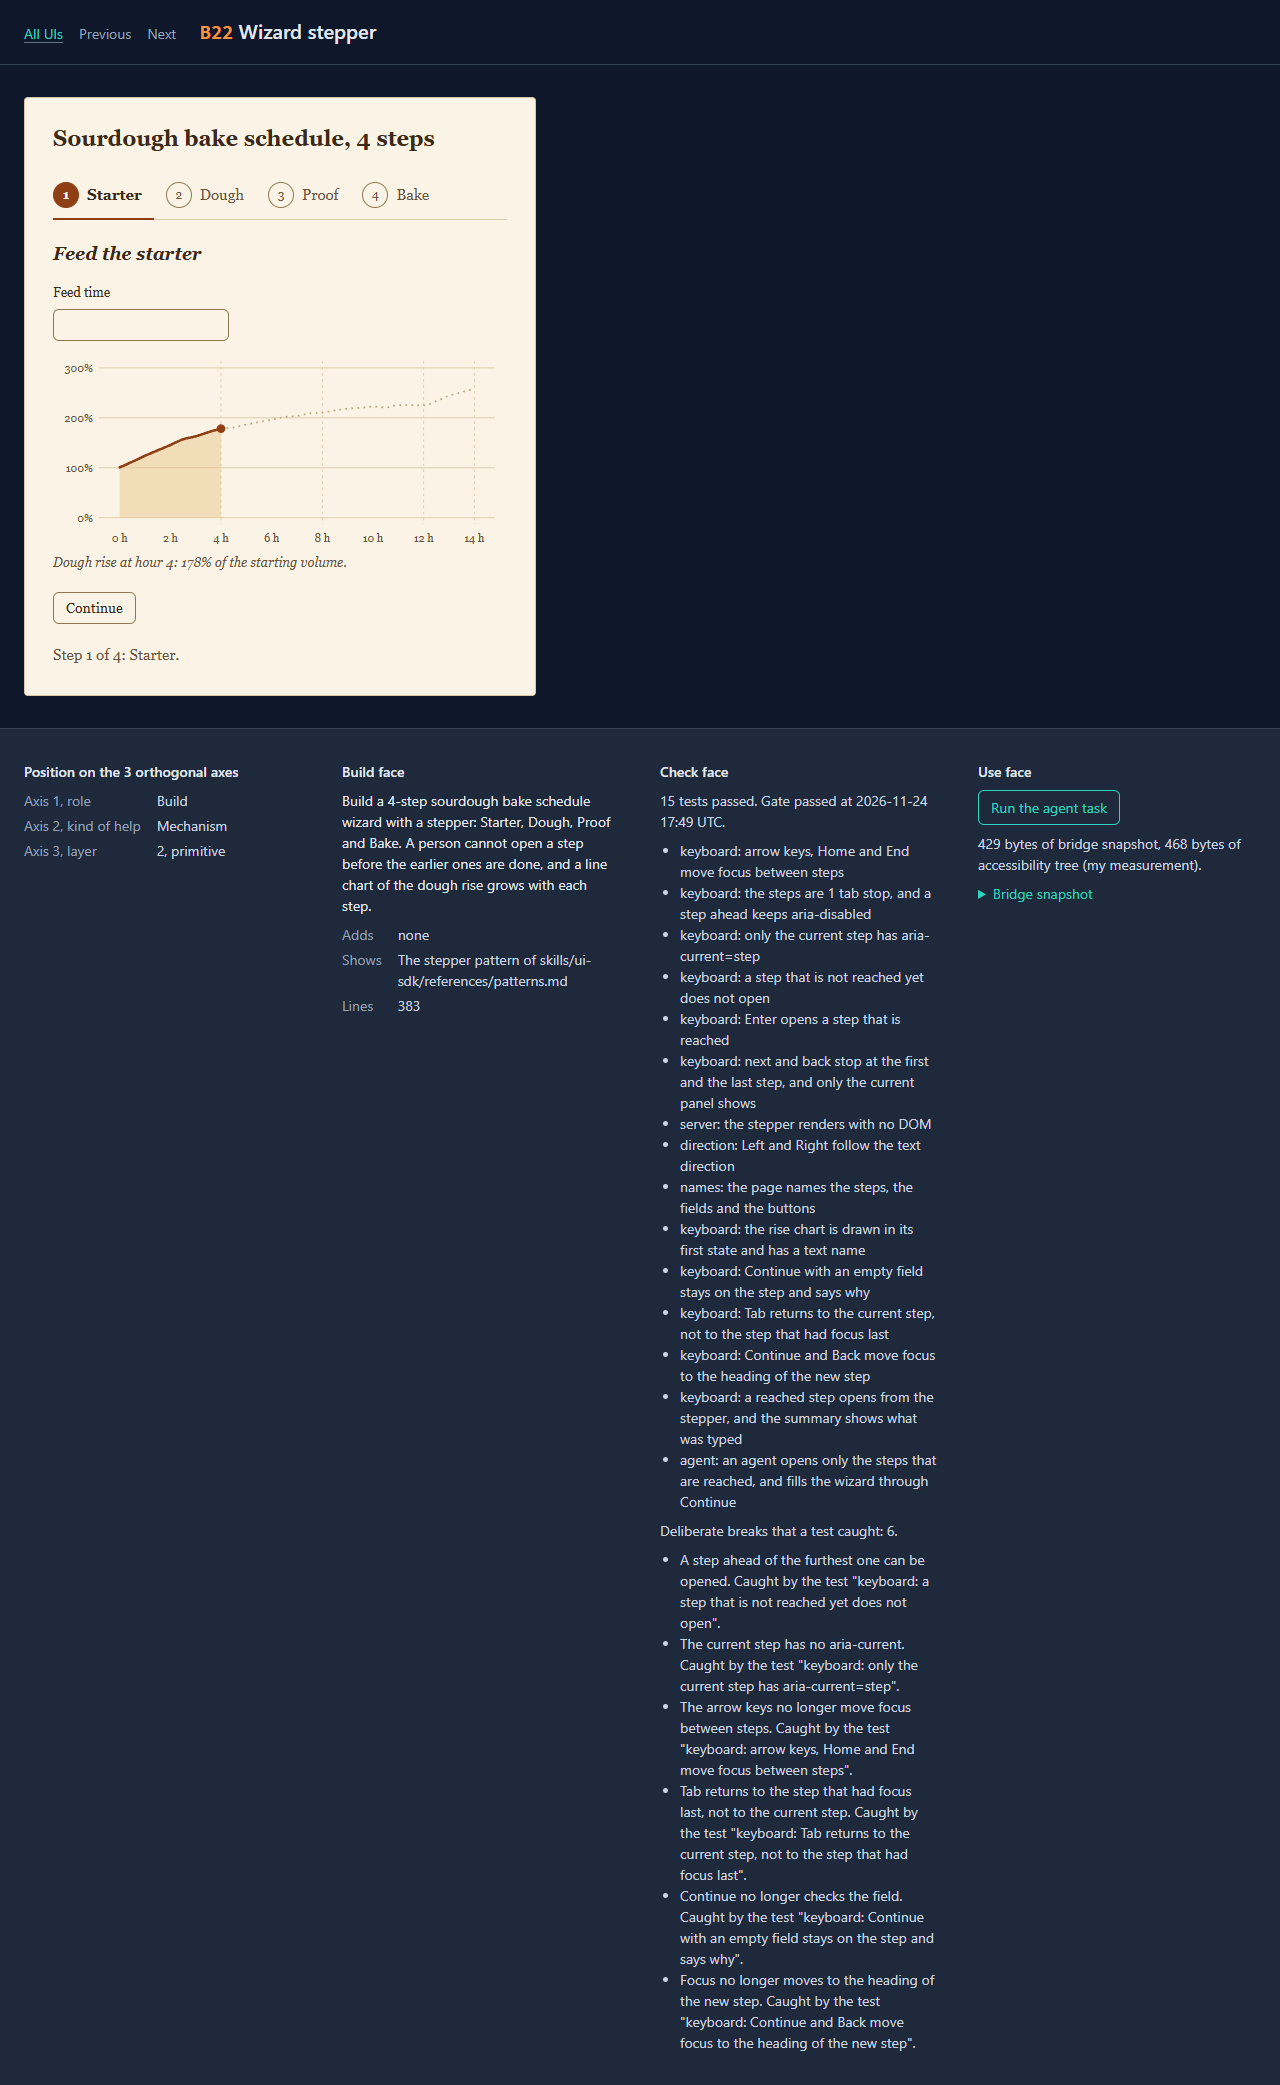 All UIs Previous Next B22 Wizard stepper
Sourdough bake schedule, 4 steps
1 Starter 2 Dough 3 Proof 4 Bake
Feed the starter
Feed time
300%
200%
100%
0%
0 h 2 h 4 h 6 h 8 h 10 h 12 h 14 h
Dough rise at hour 4: 178% of the starting volume.
Continue
Step 1 of 4: Starter.
Position on the 3 orthogonal axes
Axis 1, role Build
Axis 2, kind of help Mechanism
Axis 3, layer 2, primitive
Build face
Build a 4-step sourdough bake schedule
wizard with a stepper: Starter, Dough, Proof
and Bake. A person cannot open a step
before the earlier ones are done, and a line
chart of the dough rise grows with each
step.
Adds none
Shows The stepper pattern of skills/ui-
sdk/references/patterns.md
Lines 383
Check face
15 tests passed. Gate passed at 2026-11-24
17:49 UTC.
• keyboard: arrow keys, Home and End
move focus between steps
• keyboard: the steps are 1 tab stop, and a
step ahead keeps aria-disabled
• keyboard: only the current step has aria-
current=step
• keyboard: a step that is not reached yet
does not open
• keyboard: Enter opens a step that is
reached
• keyboard: next and back stop at the first
and the last step, and only the current
panel shows
• server: the stepper renders with no DOM
• direction: Left and Right follow the text
direction
• names: the page names the steps, the
fields and the buttons
• keyboard: the rise chart is drawn in its
first state and has a text name
• keyboard: Continue with an empty field
stays on the step and says why
• keyboard: Tab returns to the current step,
not to the step that had focus last
• keyboard: Continue and Back move focus
to the heading of the new step
• keyboard: a reached step opens from the
stepper, and the summary shows what
was typed
• agent: an agent opens only the steps that
are reached, and fills the wizard through
Continue
Deliberate breaks that a test caught: 6.
• A step ahead of the furthest one can be
opened. Caught by the test "keyboard: a
step that is not reached yet does not
open".
• The current step has no aria-current.
Caught by the test "keyboard: only the
current step has aria-current=step".
• The arrow keys no longer move focus
between steps. Caught by the test
"keyboard: arrow keys, Home and End
move focus between steps".
• Tab returns to the step that had focus
last, not to the current step. Caught by
the test "keyboard: Tab returns to the
current step, not to the step that had
focus last".
• Continue no longer checks the field.
Caught by the test "keyboard: Continue
with an empty field stays on the step and
says why".
• Focus no longer moves to the heading of
the new step. Caught by the test
"keyboard: Continue and Back move
focus to the heading of the new step".
Use face
Run the agent task
429 bytes of bridge snapshot, 468 bytes of
accessibility tree (my measurement).
▶ Bridge snapshot